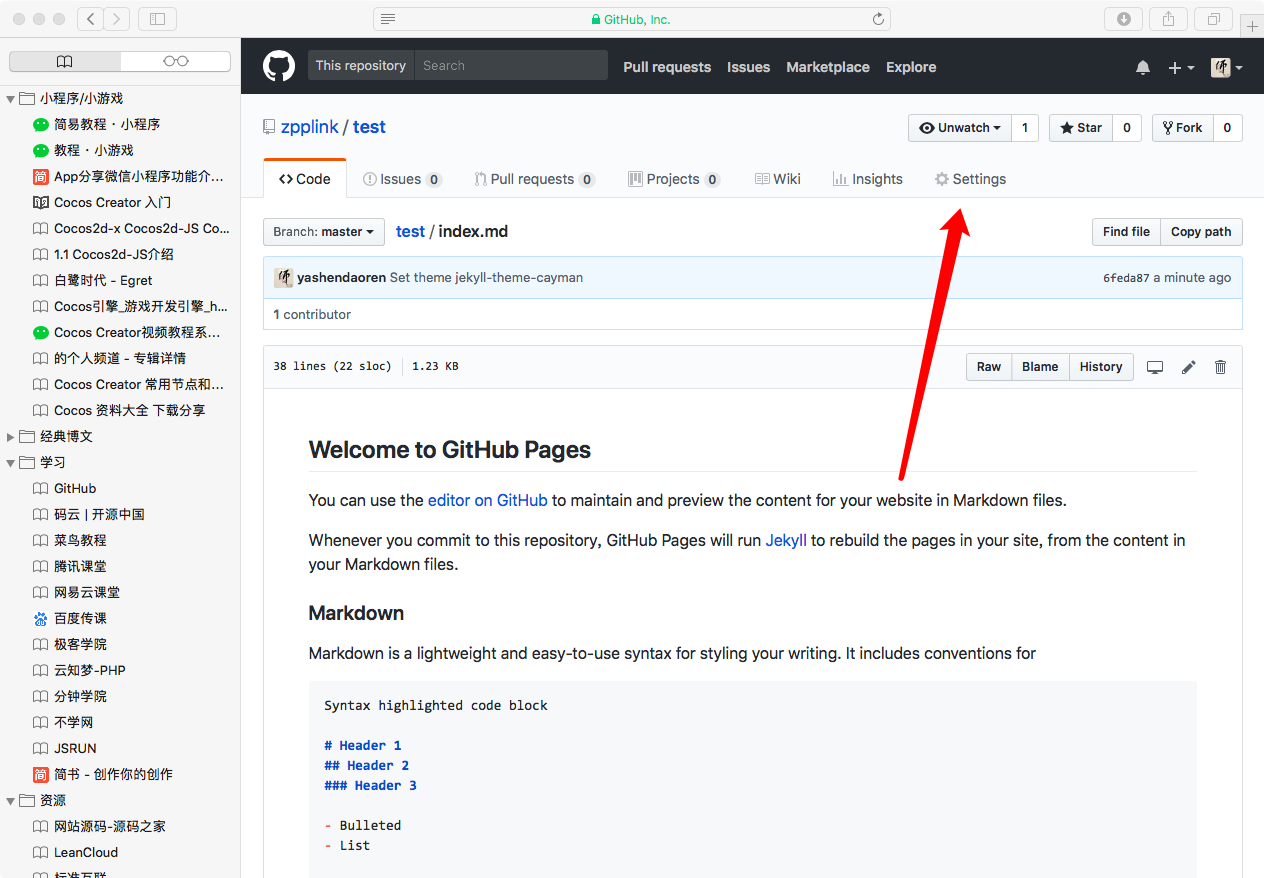 GitHub, Inc.
小程序/小游戏
简易教程・小程序
教程・小游戏
App分享微信小程序功能介...
Cocos Creator 入门
Cocos2d-x Cocos2d-JS Co...
1.1 Cocos2d-JS介绍
白鹭时代 - Egret
Cocos引擎_游戏开发引擎_h...
Cocos Creator视频教程系...
的个人频道 - 专辑详情
Cocos Creator 常用节点和...
Cocos 资料大全 下载分享
经典博文
学习
GitHub
码云 | 开源中国
菜鸟教程
腾讯课堂
网易云课堂
百度传课
极客学院
云知梦-PHP
分钟学院
不学网
JSRUN
简书 - 创作你的创作
资源
网站源码-源码之家
LeanCloud
标准互联
This repository Search Pull requests Issues Marketplace Explore
zpplink / test Unwatch 1 Star 0 Fork 0
Code Issues 0 Pull requests 0 Projects 0 Wiki Insights Settings
Branch: master test / index.md Find file Copy path
yashendaoren Set theme jekyll-theme-cayman 6feda87 a minute ago
1 contributor
38 lines (22 sloc) 1.23 KB Raw Blame History
Welcome to GitHub Pages
You can use the editor on GitHub to maintain and preview the content for your website in Markdown files.
Whenever you commit to this repository, GitHub Pages will run Jekyll to rebuild the pages in your site, from the content in
your Markdown files.
Markdown
Markdown is a lightweight and easy-to-use syntax for styling your writing. It includes conventions for
Syntax highlighted code block
# Header 1
## Header 2
### Header 3
- Bulleted
- List